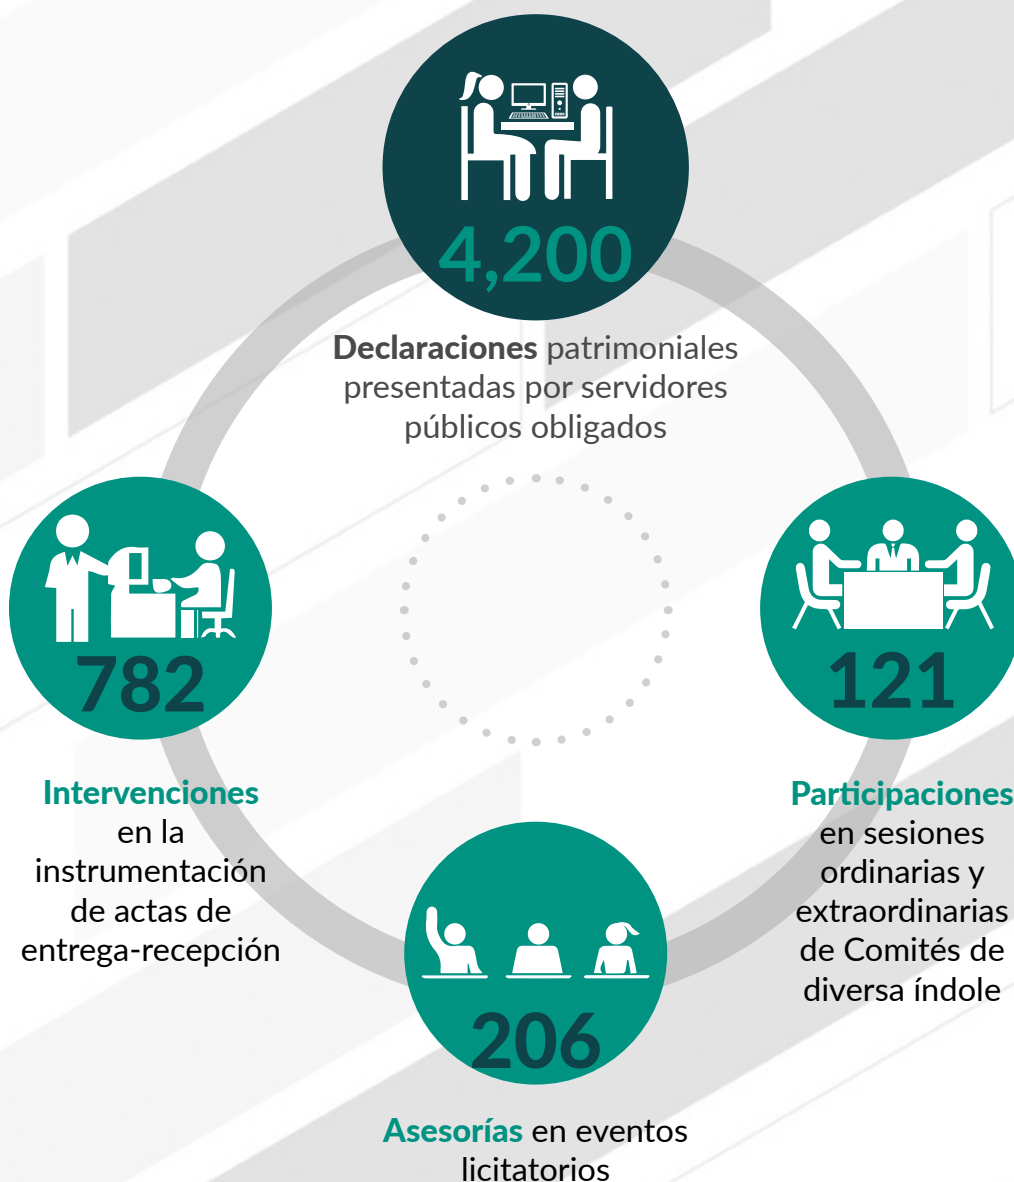 4,200
Declaraciones patrimoniales
presentadas por servidores
públicos obligados
782
Intervenciones
en la
instrumentación
de actas de
entrega-recepción
121
Participaciones
en sesiones
ordinarias y
extraordinarias
de Comités de
diversa índole
206
Asesorías en eventos
licitatorios